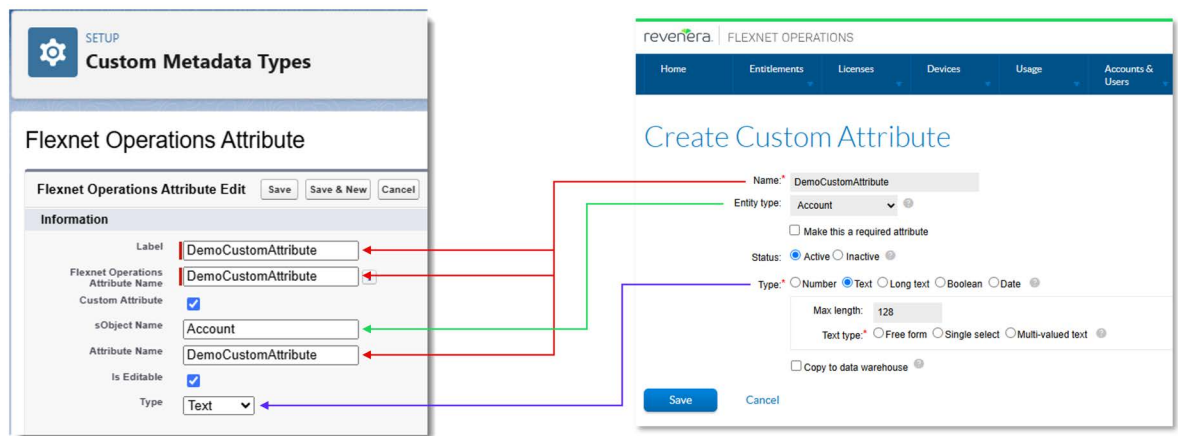 SETUP
Custom Metadata Types
Flexnet Operations Attribute
Flexnet Operations Attribute Edit Save Save & New Cancel
Information
Label DemoCustomAttribute
Flexnet Operations
Attribute Name DemoCustomAttribute
Custom Attribute
sObject Name Account
Attribute Name DemoCustomAttribute
Is Editable
Type Text
revenera. FLEXNET OPERATIONS
Home Entitlements Licenses Devices Usage Accounts &
Users
Create Custom Attribute
Name:* DemoCustomAttribute
Entity type: Account ?
Make this a required attribute
Status: Active Inactive ?
Type:* Number Text Long text Boolean Date ?
Max length: 128
Text type:* Free form Single select Multi-valued text ?
Copy to data warehouse ?
Save Cancel